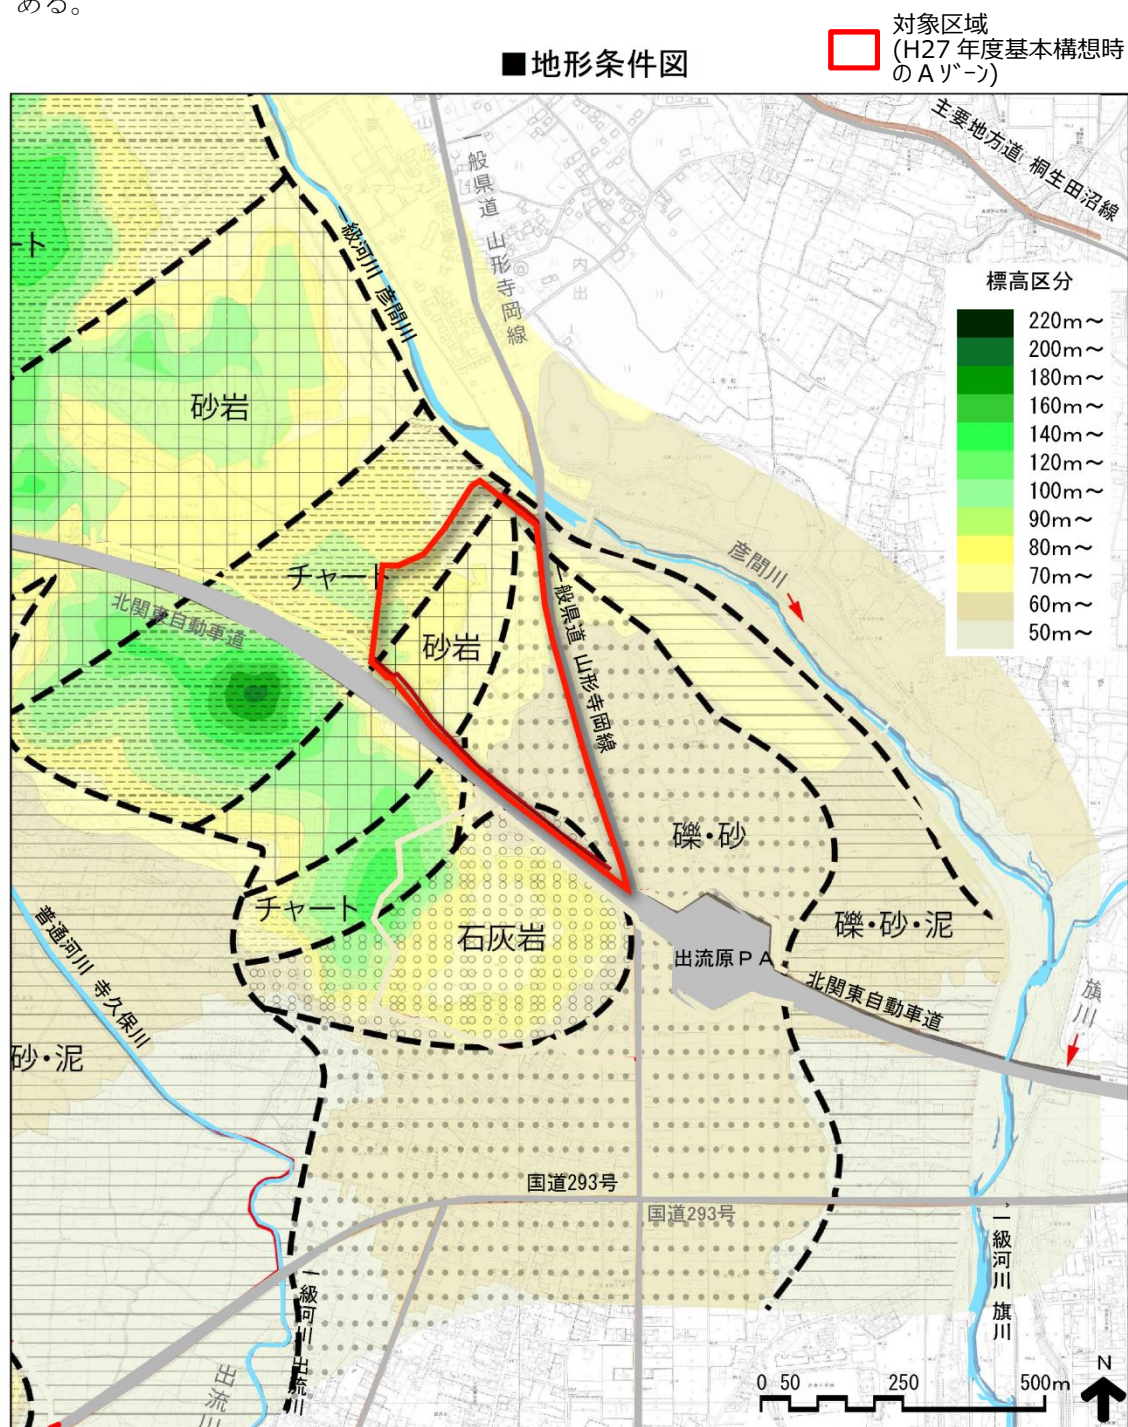 ある。
対象区域
(H27年度基本構想時
のAゾーン)
■地形条件図
主要地方道 桐生田沼線
一般県道 山形寺岡線
一級河川 彦間川
標高区分
220m～
200m～
180m～
160m～
140m～
120m～
100m～
90m～
80m～
70m～
60m～
50m～
ート
砂岩
チャート
彦間川
北関東自動車道
砂岩
一般県道 山形寺岡線
礫・砂
チャート
石灰岩
礫・砂・泥
出流原PA
北関東自動車道
旗川
普通河川 寺久保川
砂・泥
国道293号
国道293号
一級河川 旗川
一級河川 出流川
出流川
N
0 50 250 500m